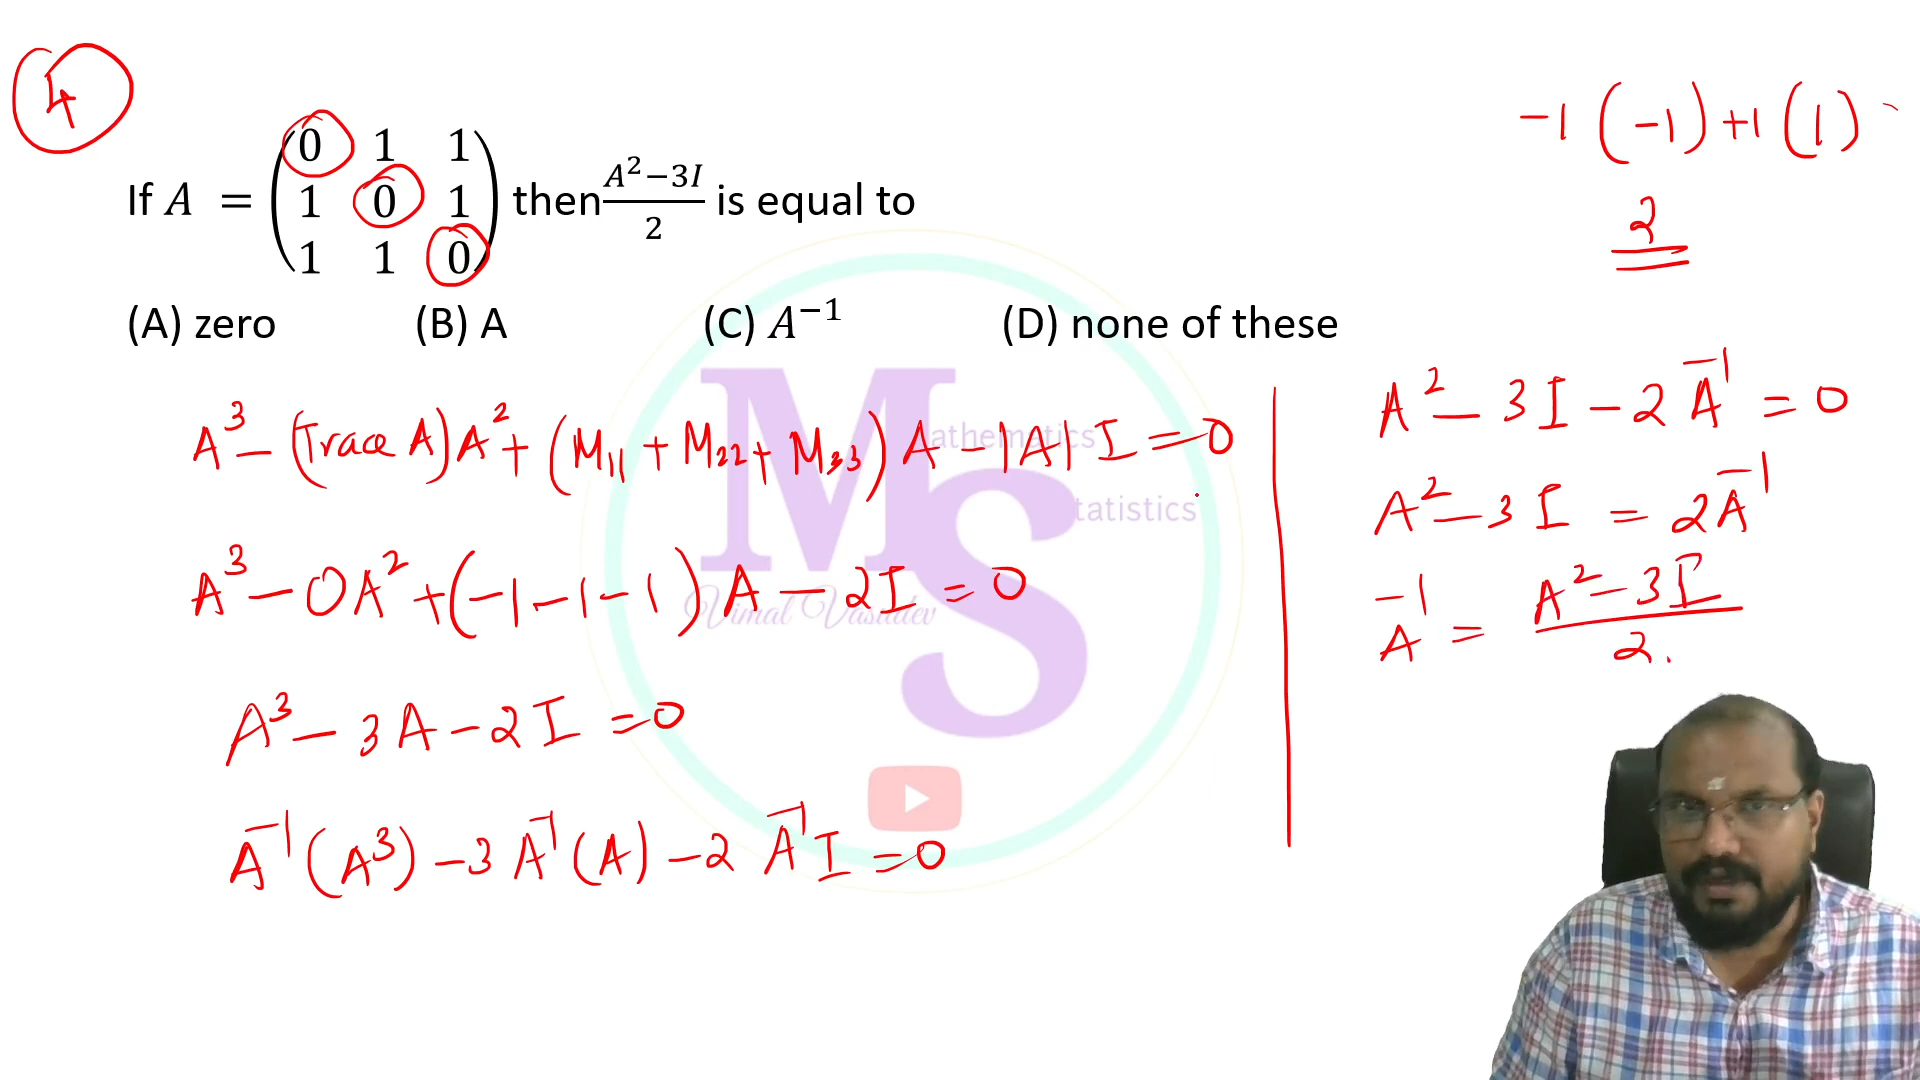 4
If A = (0 1 1
1 0 1
1 1 0) then (A² − 3I)/2 is equal to
(A) zero (B) A (C) A⁻¹ (D) none of these
-1(-1)+1(1)
2
A³ − (Trace A)A² + (M₁₁ + M₂₂ + M₃₃)A − |A| I = 0
A³ − 0A² + (−1−1−1)A − 2I = 0
A³ − 3A − 2I = 0
A⁻¹(A³) − 3A⁻¹(A) − 2A⁻¹I = 0
A² − 3I − 2A⁻¹ = 0
A² − 3I = 2A⁻¹
A⁻¹ = (A² − 3I)/2.
MS
athematics
tatistics
Vimal Vasudev